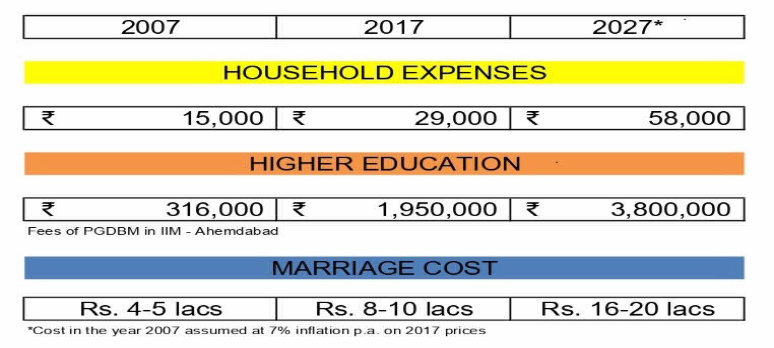 2007 2017 2027*
HOUSEHOLD EXPENSES
₹ 15,000 ₹ 29,000 ₹ 58,000
HIGHER EDUCATION
₹ 316,000 ₹ 1,950,000 ₹ 3,800,000
Fees of PGDBM in IIM - Ahemdabad
MARRIAGE COST
Rs. 4-5 lacs Rs. 8-10 lacs Rs. 16-20 lacs
*Cost in the year 2007 assumed at 7% inflation p.a. on 2017 prices